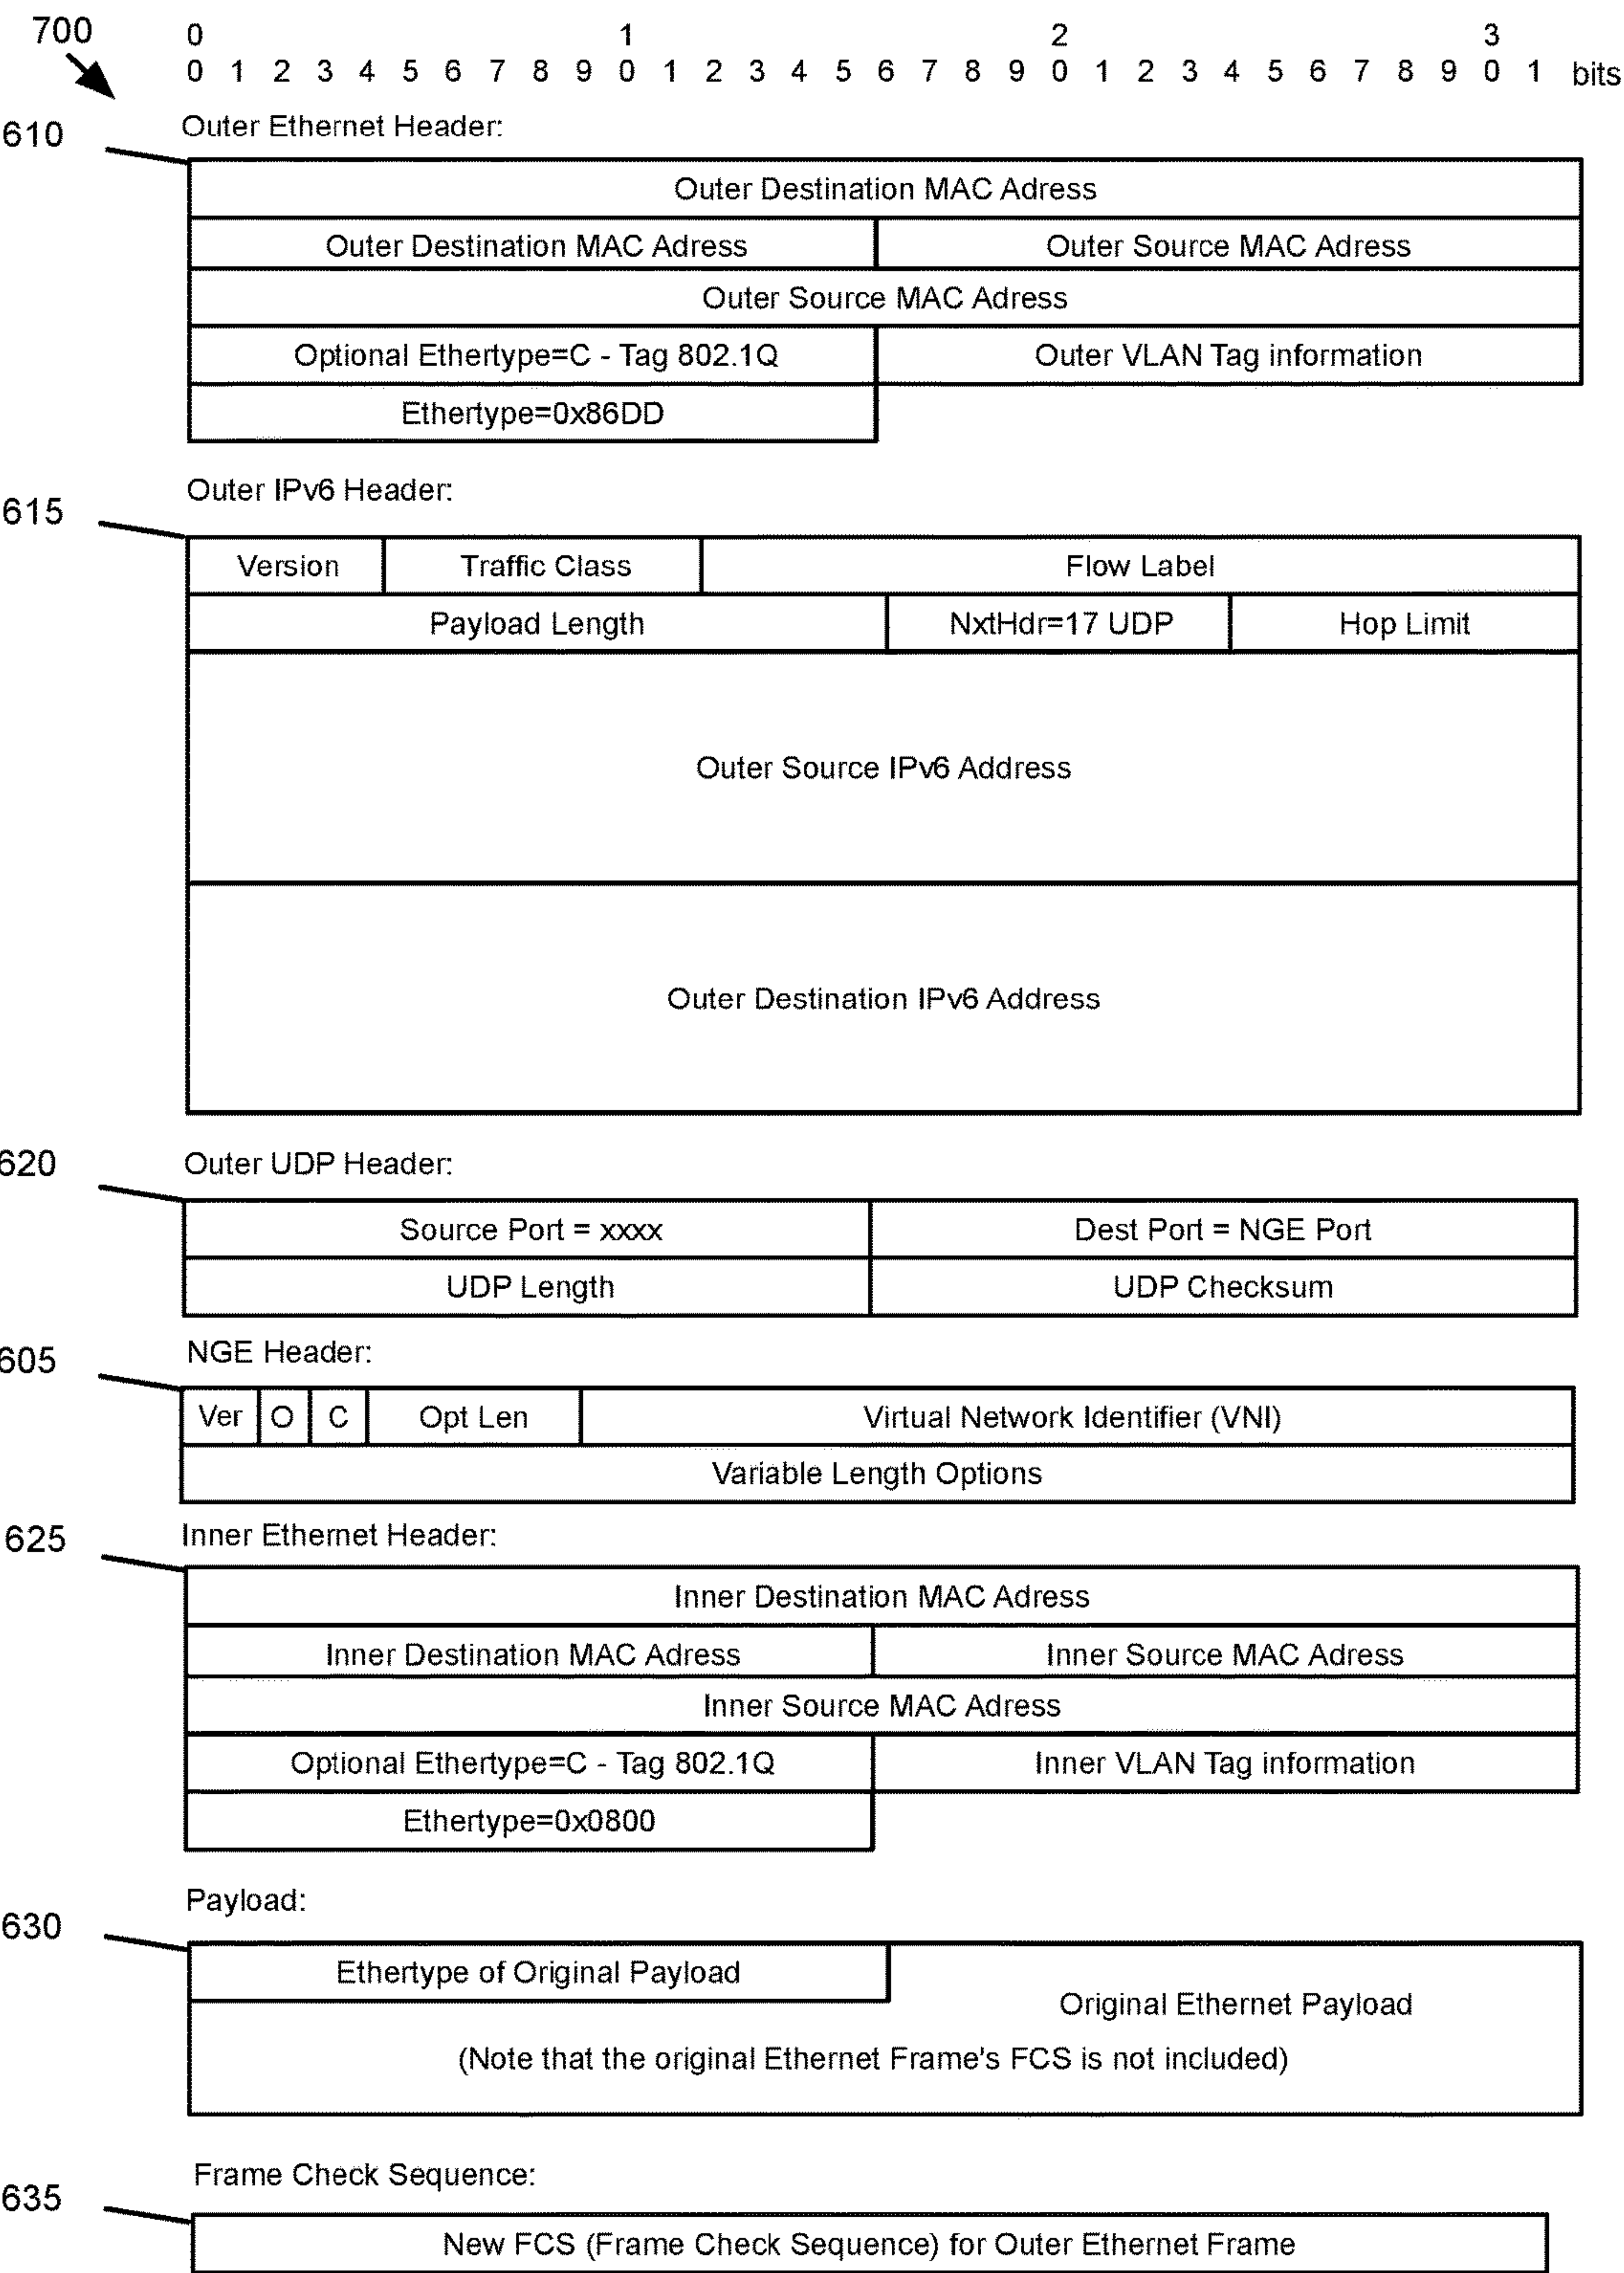 700
0 1 2 3
0 1 2 3 4 5 6 7 8 9 0 1 2 3 4 5 6 7 8 9 0 1 2 3 4 5 6 7 8 9 0 1 bits
Outer Ethernet Header:
610
Outer Destination MAC Adress
Outer Destination MAC Adress Outer Source MAC Adress
Outer Source MAC Adress
Optional Ethertype=C - Tag 802.1Q Outer VLAN Tag information
Ethertype=0x86DD
Outer IPv6 Header:
615
Version Traffic Class Flow Label
Payload Length NxtHdr=17 UDP Hop Limit
Outer Source IPv6 Address
Outer Destination IPv6 Address
620 Outer UDP Header:
Source Port = xxxx Dest Port = NGE Port
UDP Length UDP Checksum
605 NGE Header:
Ver O C Opt Len Virtual Network Identifier (VNI)
Variable Length Options
625 Inner Ethernet Header:
Inner Destination MAC Adress
Inner Destination MAC Adress Inner Source MAC Adress
Inner Source MAC Adress
Optional Ethertype=C - Tag 802.1Q Inner VLAN Tag information
Ethertype=0x0800
Payload:
630
Ethertype of Original Payload
Original Ethernet Payload
(Note that the original Ethernet Frame's FCS is not included)
Frame Check Sequence:
635
New FCS (Frame Check Sequence) for Outer Ethernet Frame